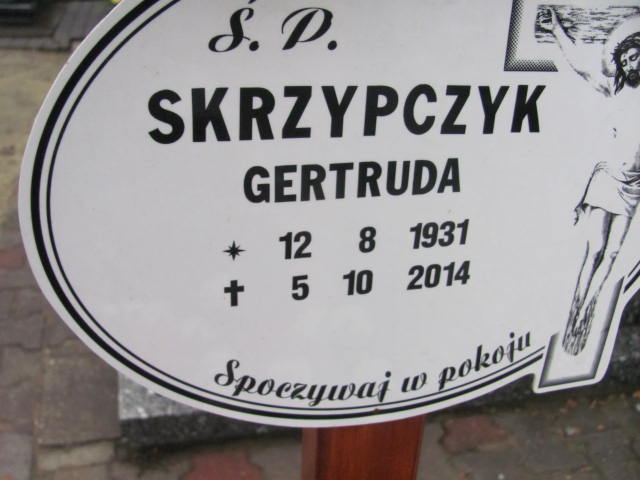 Ś. P.
SKRZYPCZYK
GERTRUDA
* 12 8 1931
✝ 5 10 2014
Spoczywaj w pokoju